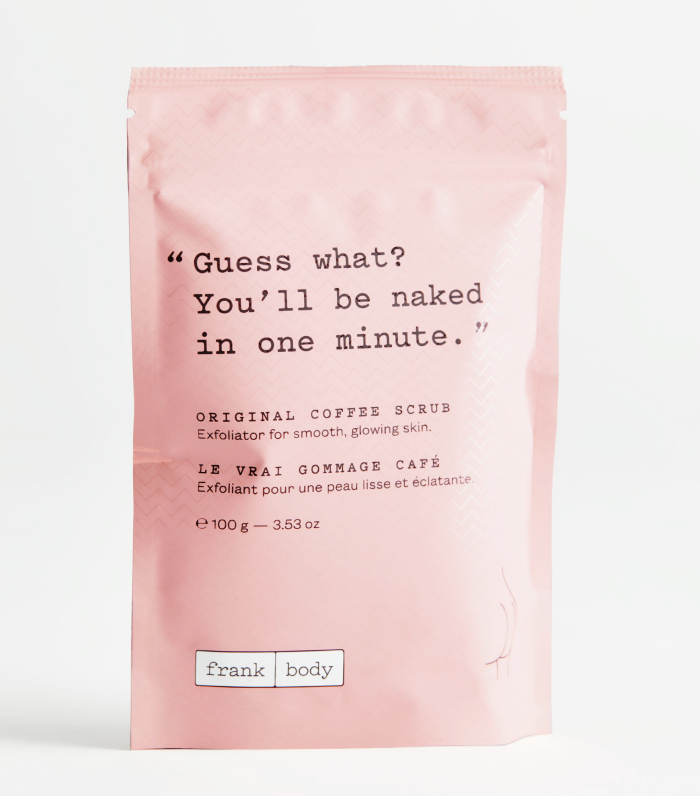 “Guess what?
You’ll be naked
in one minute.”
ORIGINAL COFFEE SCRUB
Exfoliator for smooth, glowing skin.
LE VRAI GOMMAGE CAFÉ
Exfoliant pour une peau lisse et éclatante.
℮ 100 g — 3.53 oz
frank body